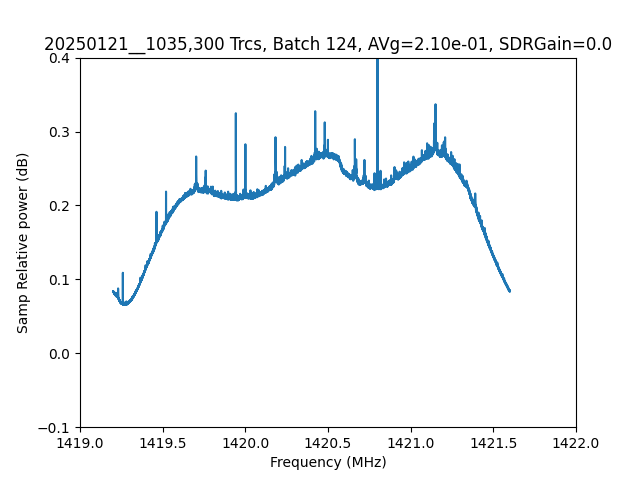 20250121__1035,300 Trcs, Batch 124, AVg=2.10e-01, SDRGain=0.0
Samp Relative power (dB)
0.4
0.3
0.2
0.1
0.0
−0.1
1419.0 1419.5 1420.0 1420.5 1421.0 1421.5 1422.0
Frequency (MHz)